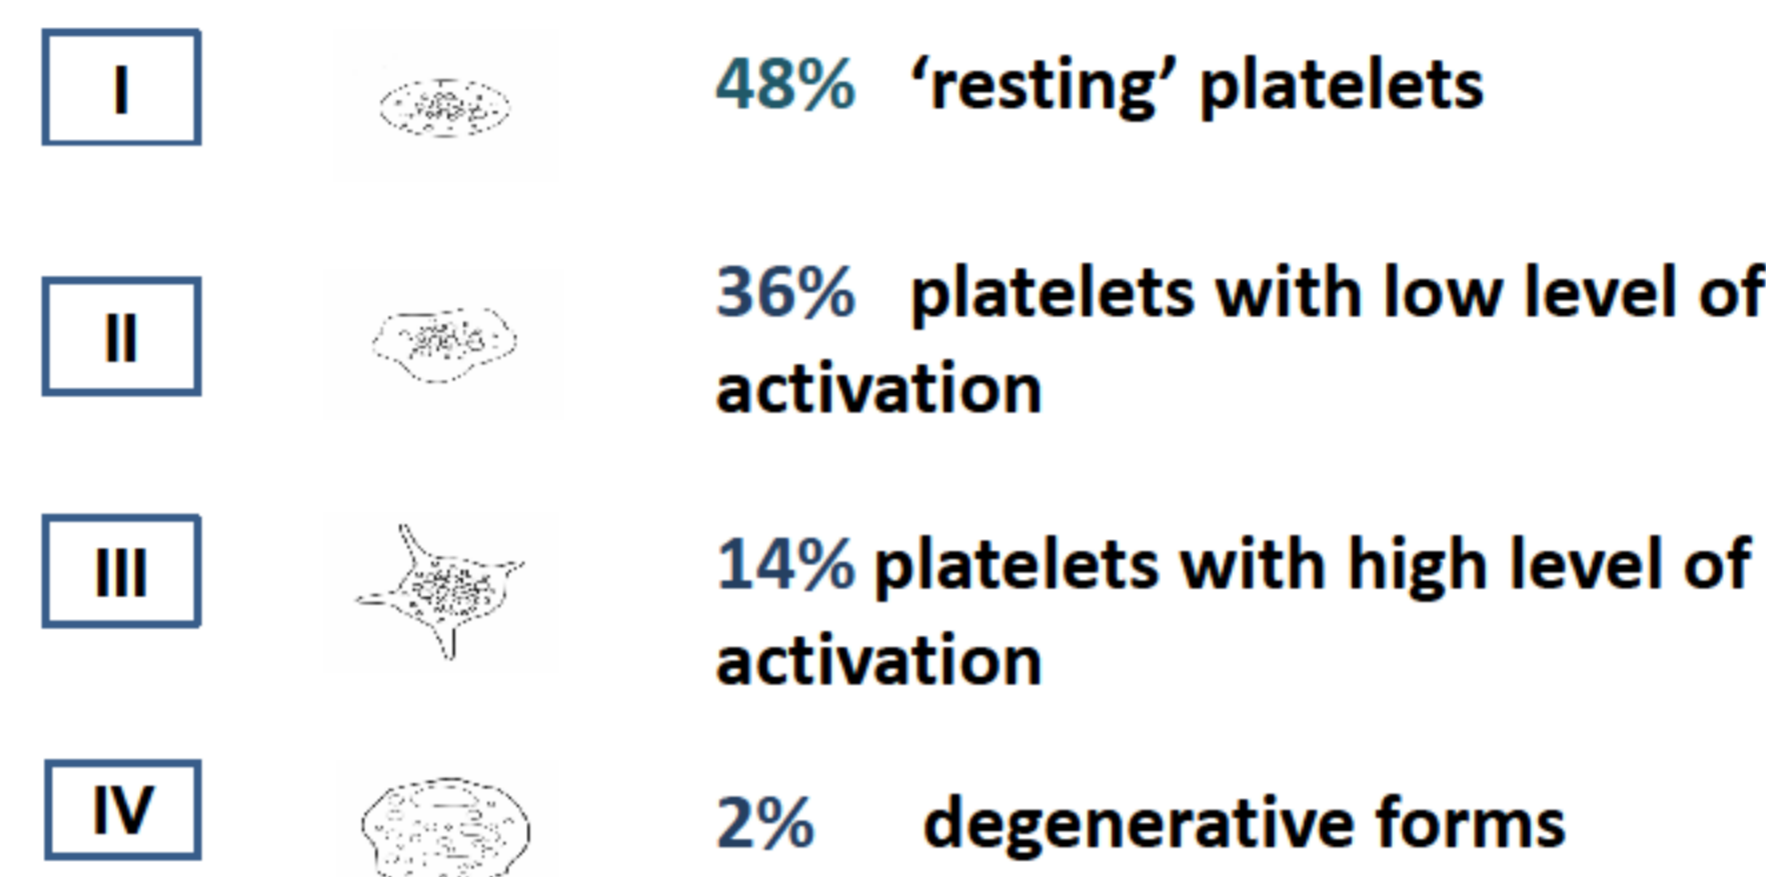 I
48% ‘resting’ platelets
II
36% platelets with low level of
activation
III
14% platelets with high level of
activation
IV
2% degenerative forms